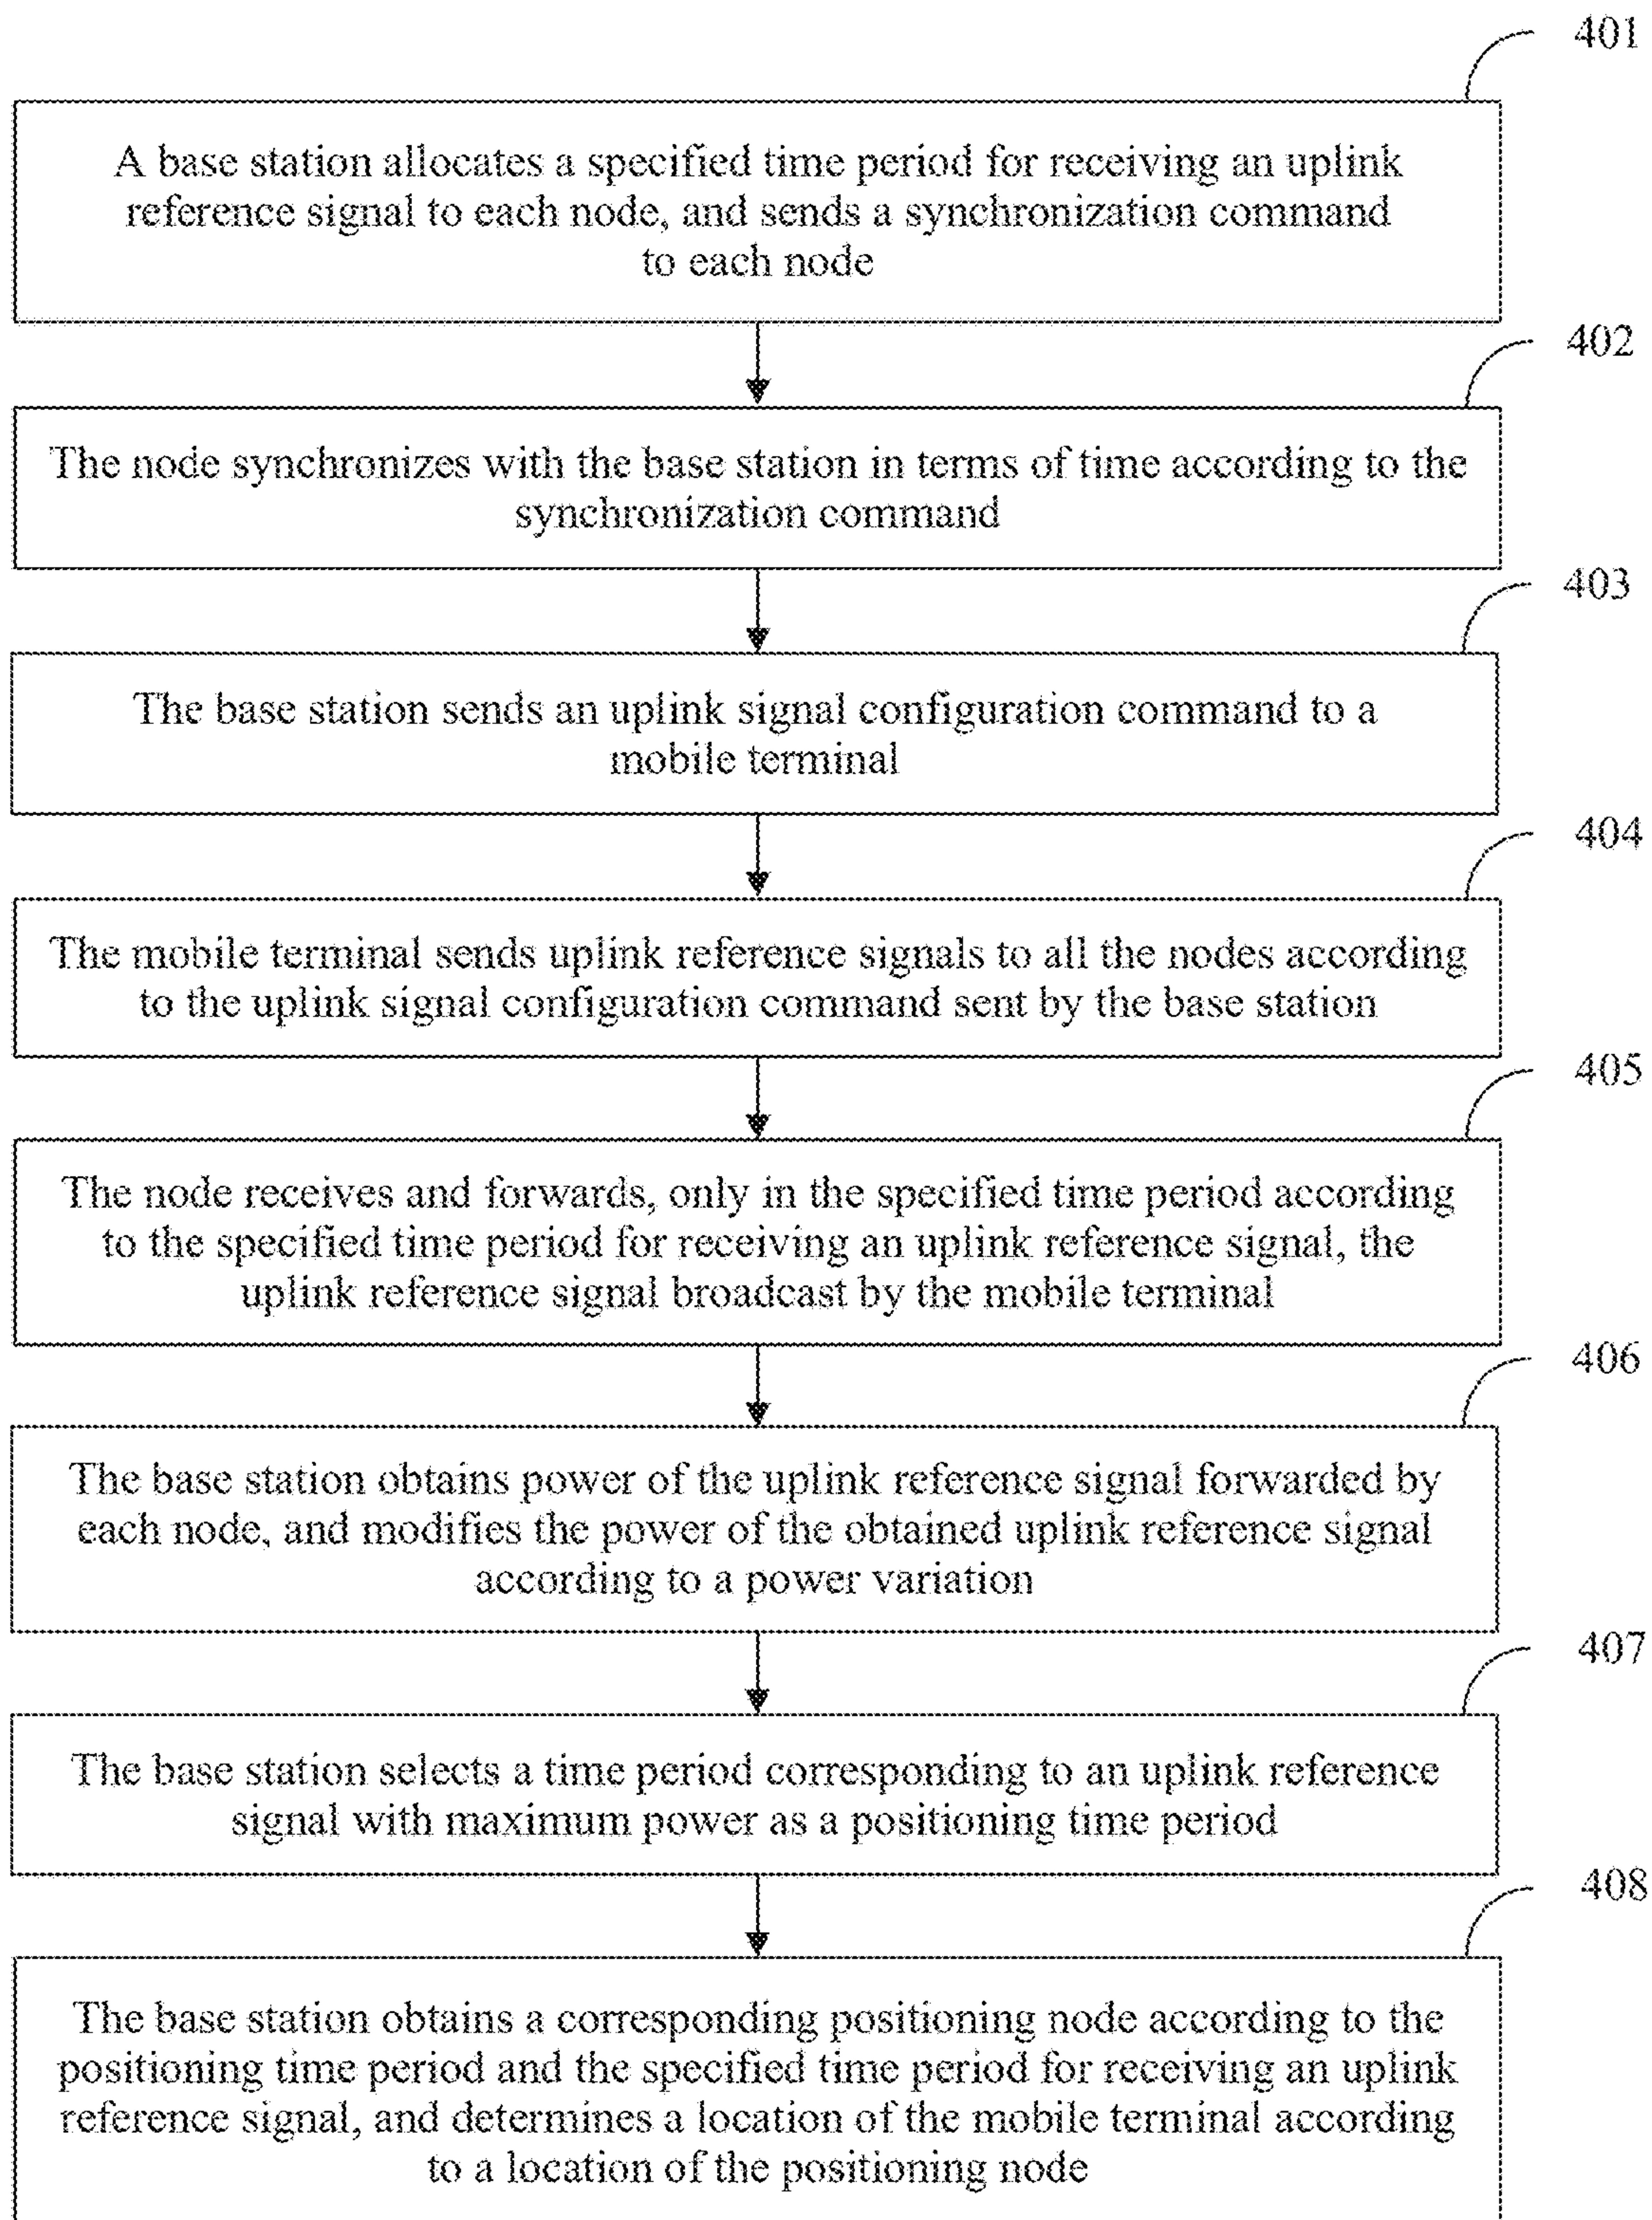 401
A base station allocates a specified time period for receiving an uplink
reference signal to each node, and sends a synchronization command
to each node
402
The node synchronizes with the base station in terms of time according to the
synchronization command
403
The base station sends an uplink signal configuration command to a
mobile terminal
404
The mobile terminal sends uplink reference signals to all the nodes according
to the uplink signal configuration command sent by the base station
405
The node receives and forwards, only in the specified time period according
to the specified time period for receiving an uplink reference signal, the
uplink reference signal broadcast by the mobile terminal
406
The base station obtains power of the uplink reference signal forwarded by
each node, and modifies the power of the obtained uplink reference signal
according to a power variation
407
The base station selects a time period corresponding to an uplink reference
signal with maximum power as a positioning time period
408
The base station obtains a corresponding positioning node according to the
positioning time period and the specified time period for receiving an uplink
reference signal, and determines a location of the mobile terminal according
to a location of the positioning node